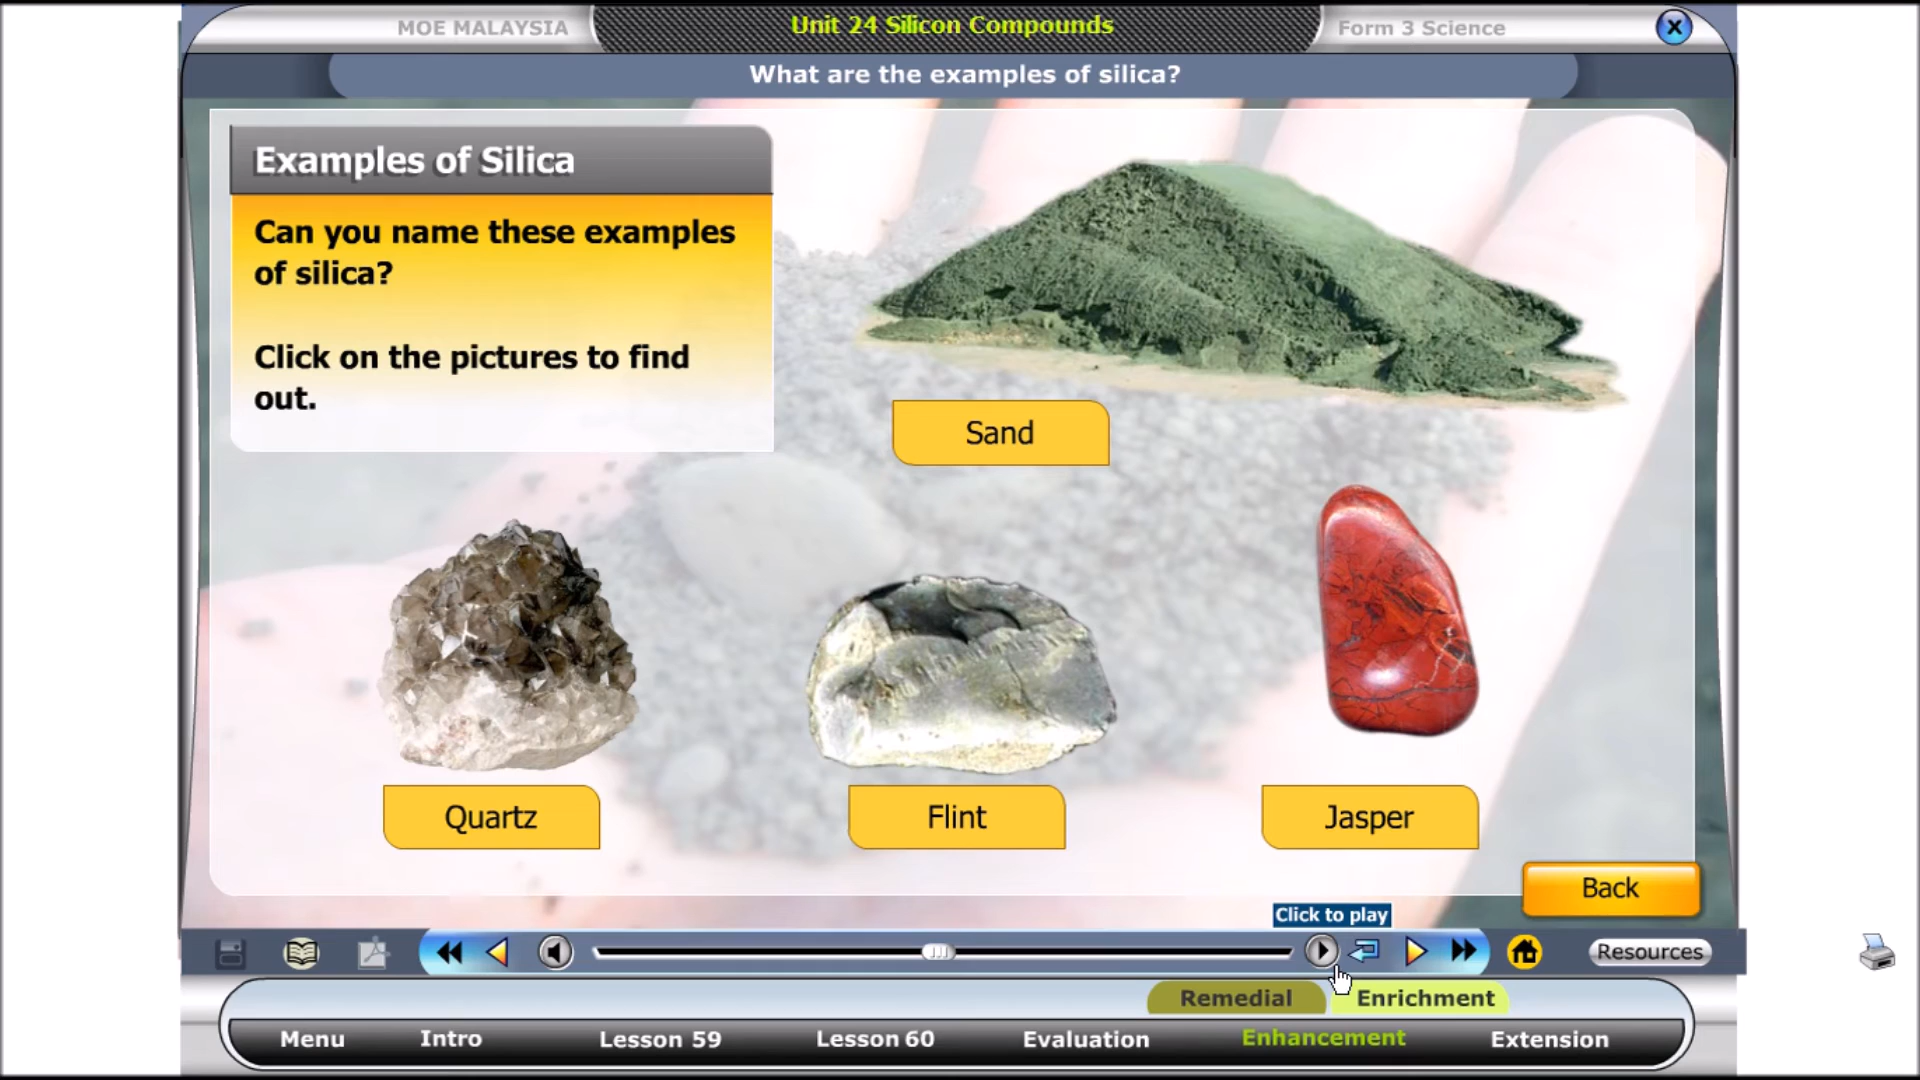 MOE MALAYSIA
Unit 24 Silicon Compounds
Form 3 Science
What are the examples of silica?
Examples of Silica
Can you name these examples
of silica?
Click on the pictures to find
out.
Sand
Quartz
Flint
Jasper
Back
Click to play
Resources
Remedial
Enrichment
Menu
Intro
Lesson 59
Lesson 60
Evaluation
Enhancement
Extension